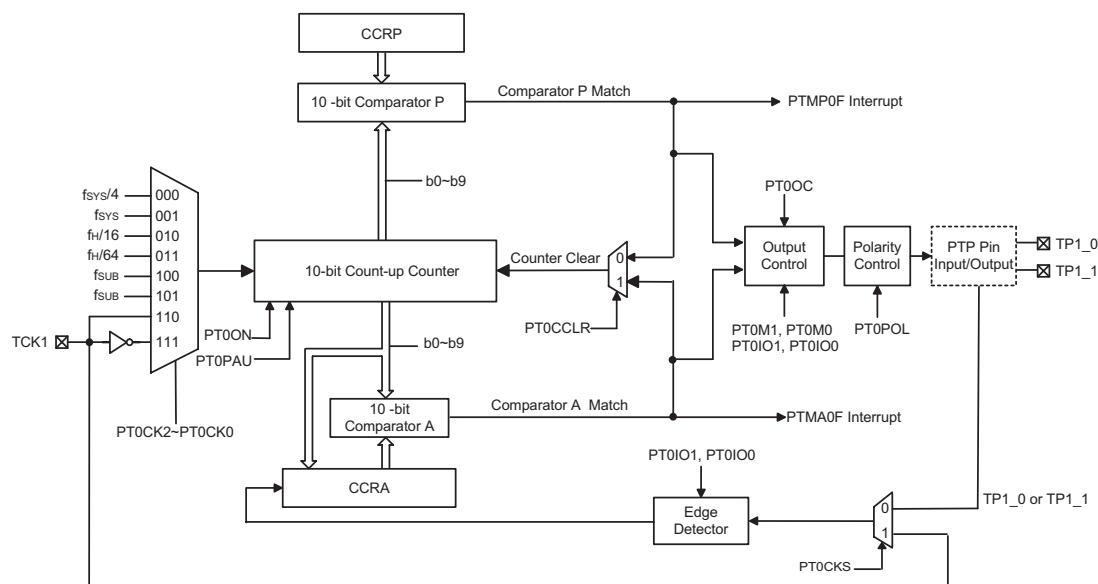 CCRP
10 -bit Comparator P
Comparator P Match
PTMP0F Interrupt
b0~b9
fSYS/4
000
fSYS
001
fH/16
010
fH/64
011
fSUB
100
fSUB
101
110
111
TCK1
PT0CK2~PT0CK0
10-bit Count-up Counter
PT0ON
PT0PAU
Counter Clear
0
1
PT0CCLR
PT0OC
Output
Control
PT0M1, PT0M0
PT0IO1, PT0IO0
Polarity
Control
PT0POL
PTP Pin
Input/Output
TP1_0
TP1_1
b0~b9
10 -bit
Comparator A
Comparator A Match
PTMA0F Interrupt
CCRA
PT0IO1, PT0IO0
Edge
Detector
0
1
TP1_0 or TP1_1
PT0CKS